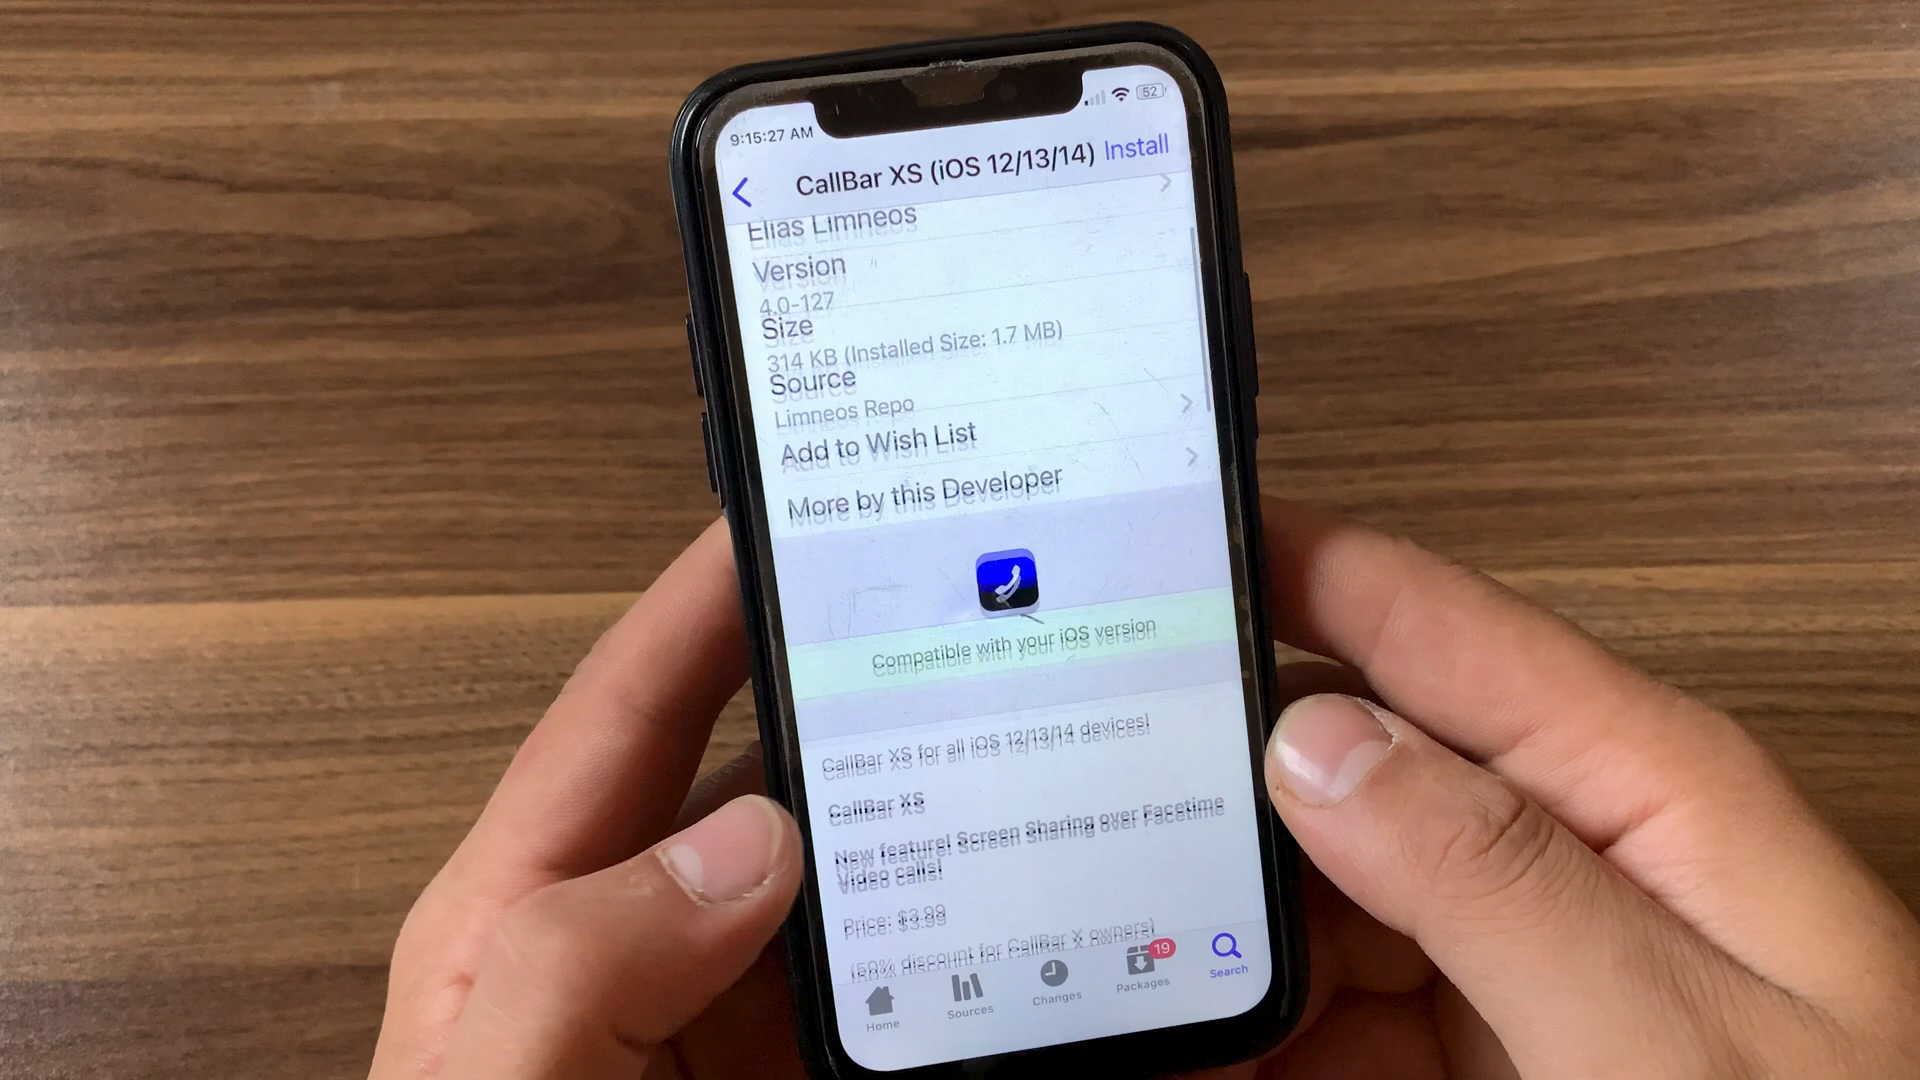 9:15:27 AM
52
CallBar XS (iOS 12/13/14)
Install
Elias Limneos
Version
4.0-127
Size
314 KB (Installed Size: 1.7 MB)
Source
Limneos Repo
Add to Wish List
More by this Developer
Compatible with your iOS version
CallBar XS for all iOS 12/13/14 devices!
CallBar XS
New feature! Screen Sharing over Facetime
Video calls!
Price: $3.99
(50% discount for CallBar X owners)
19
Home
Sources
Changes
Packages
Search